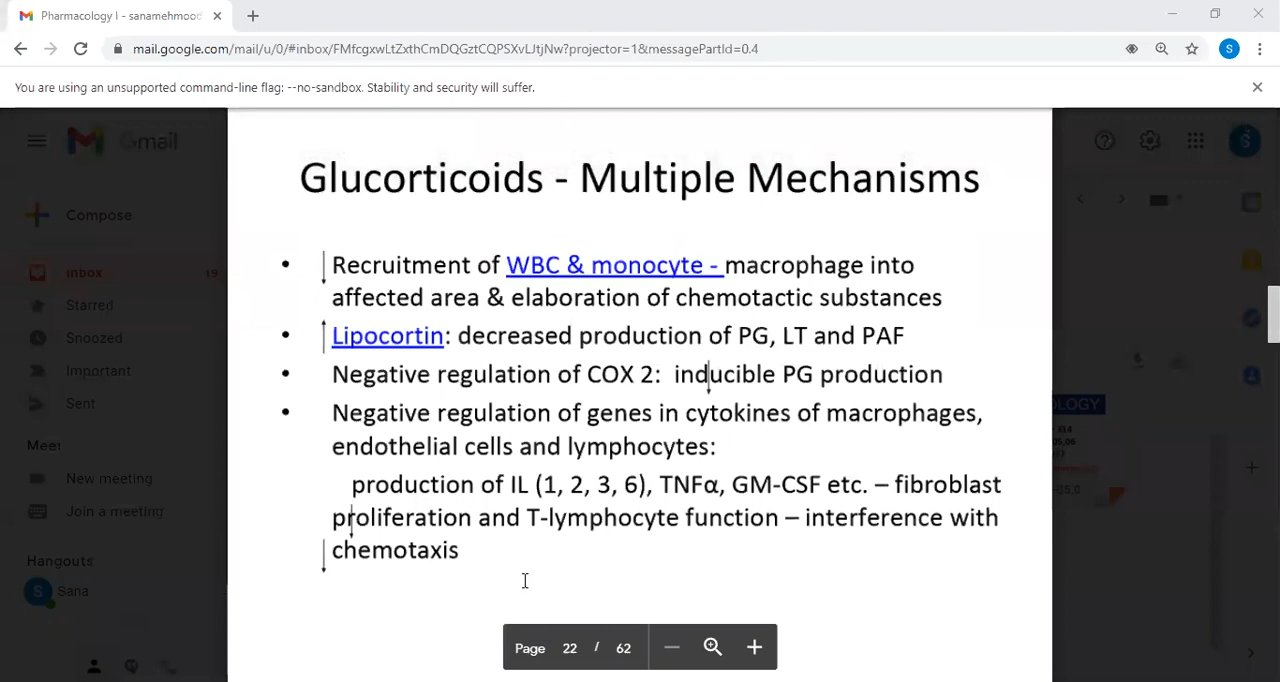 Pharmacology I - sanamehmood
mail.google.com/mail/u/0/#inbox/FMfcgxwLtZxthCmDQGztCQPSXvLJtjNw?projector=1&messagePartId=0.4
S
You are using an unsupported command-line flag: --no-sandbox. Stability and security will suffer.
Gmail
S
Compose
Inbox 19
Starred
Snoozed
Important
Sent
Meet
New meeting
Join a meeting
Hangouts
S Sana
Glucorticoids - Multiple Mechanisms
• Recruitment of WBC & monocyte - macrophage into
affected area & elaboration of chemotactic substances
• Lipocortin: decreased production of PG, LT and PAF
• Negative regulation of COX 2: inducible PG production
• Negative regulation of genes in cytokines of macrophages,
endothelial cells and lymphocytes:
production of IL (1, 2, 3, 6), TNFα, GM-CSF etc. – fibroblast
proliferation and T-lymphocyte function – interference with
chemotaxis
Page 22 / 62